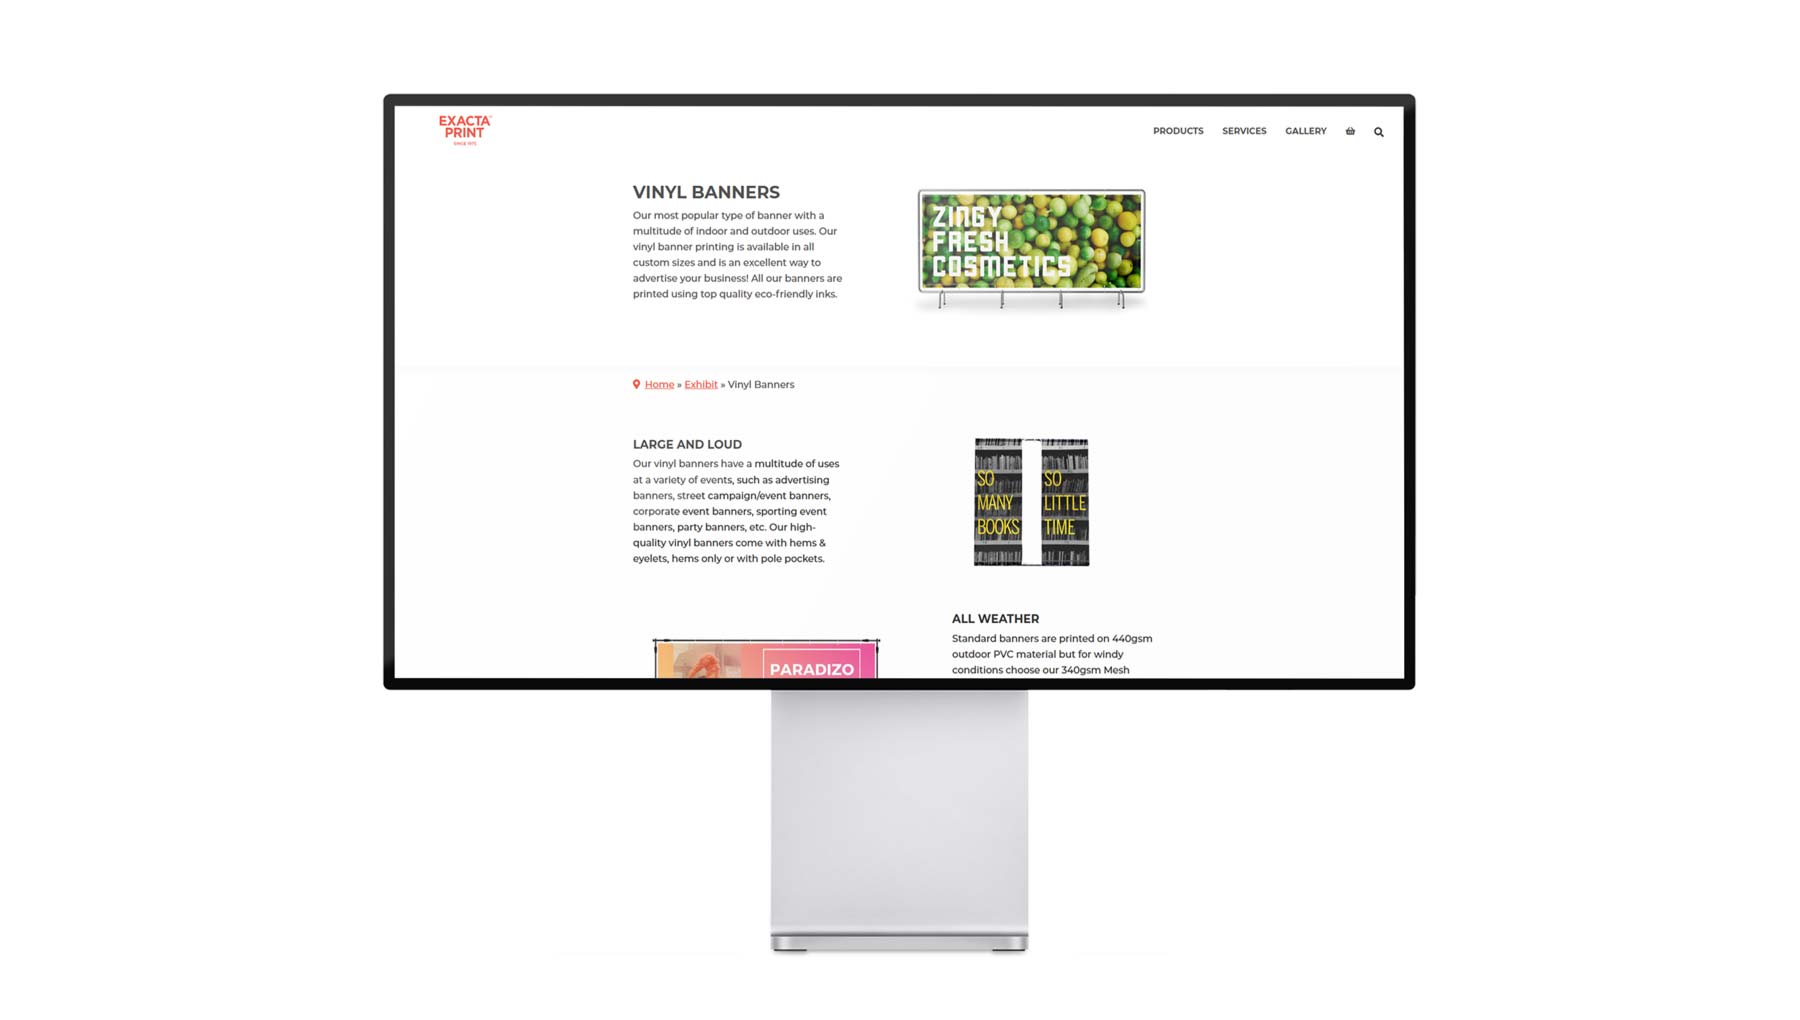 EXACTA
PRINT
SINCE 1972
PRODUCTS
SERVICES
GALLERY
VINYL BANNERS
Our most popular type of banner with a
multitude of indoor and outdoor uses. Our
vinyl banner printing is available in all
custom sizes and is an excellent way to
advertise your business! All our banners are
printed using top quality eco-friendly inks.
ZINGY
FRESH
COSMETICS
Home » Exhibit » Vinyl Banners
LARGE AND LOUD
Our vinyl banners have a multitude of uses
at a variety of events, such as advertising
banners, street campaign/event banners,
corporate event banners, sporting event
banners, party banners, etc. Our high-
quality vinyl banners come with hems &
eyelets, hems only or with pole pockets.
SO
MANY
BOOKS
SO
LITTLE
TIME
PARADIZO
ALL WEATHER
Standard banners are printed on 440gsm
outdoor PVC material but for windy
conditions choose our 340gsm Mesh